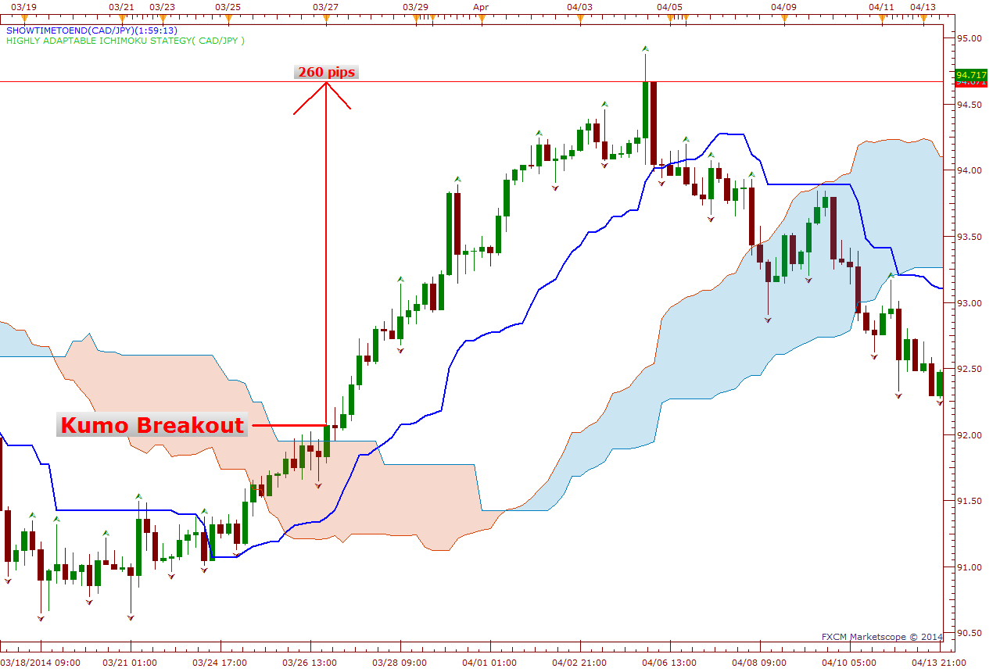 03/19 03/21 03/23 03/25 03/27 03/29 Apr 04/03 04/05 04/09 04/11 04/13
SHOWTIMETOEND(CAD/JPY)(1:59:13)
HIGHLY ADAPTABLE ICHIMOKU STATEGY( CAD/JPY )
95.00
260 pips
94.717
94.50
94.00
93.50
93.00
92.50
Kumo Breakout
92.00
91.50
91.00
90.50
FXCM Marketscope © 2014
03/18/2014 09:00 03/21 01:00 03/24 17:00 03/26 13:00 03/28 09:00 04/01 01:00 04/02 21:00 04/06 13:00 04/08 09:00 04/10 05:00 04/13 21:00